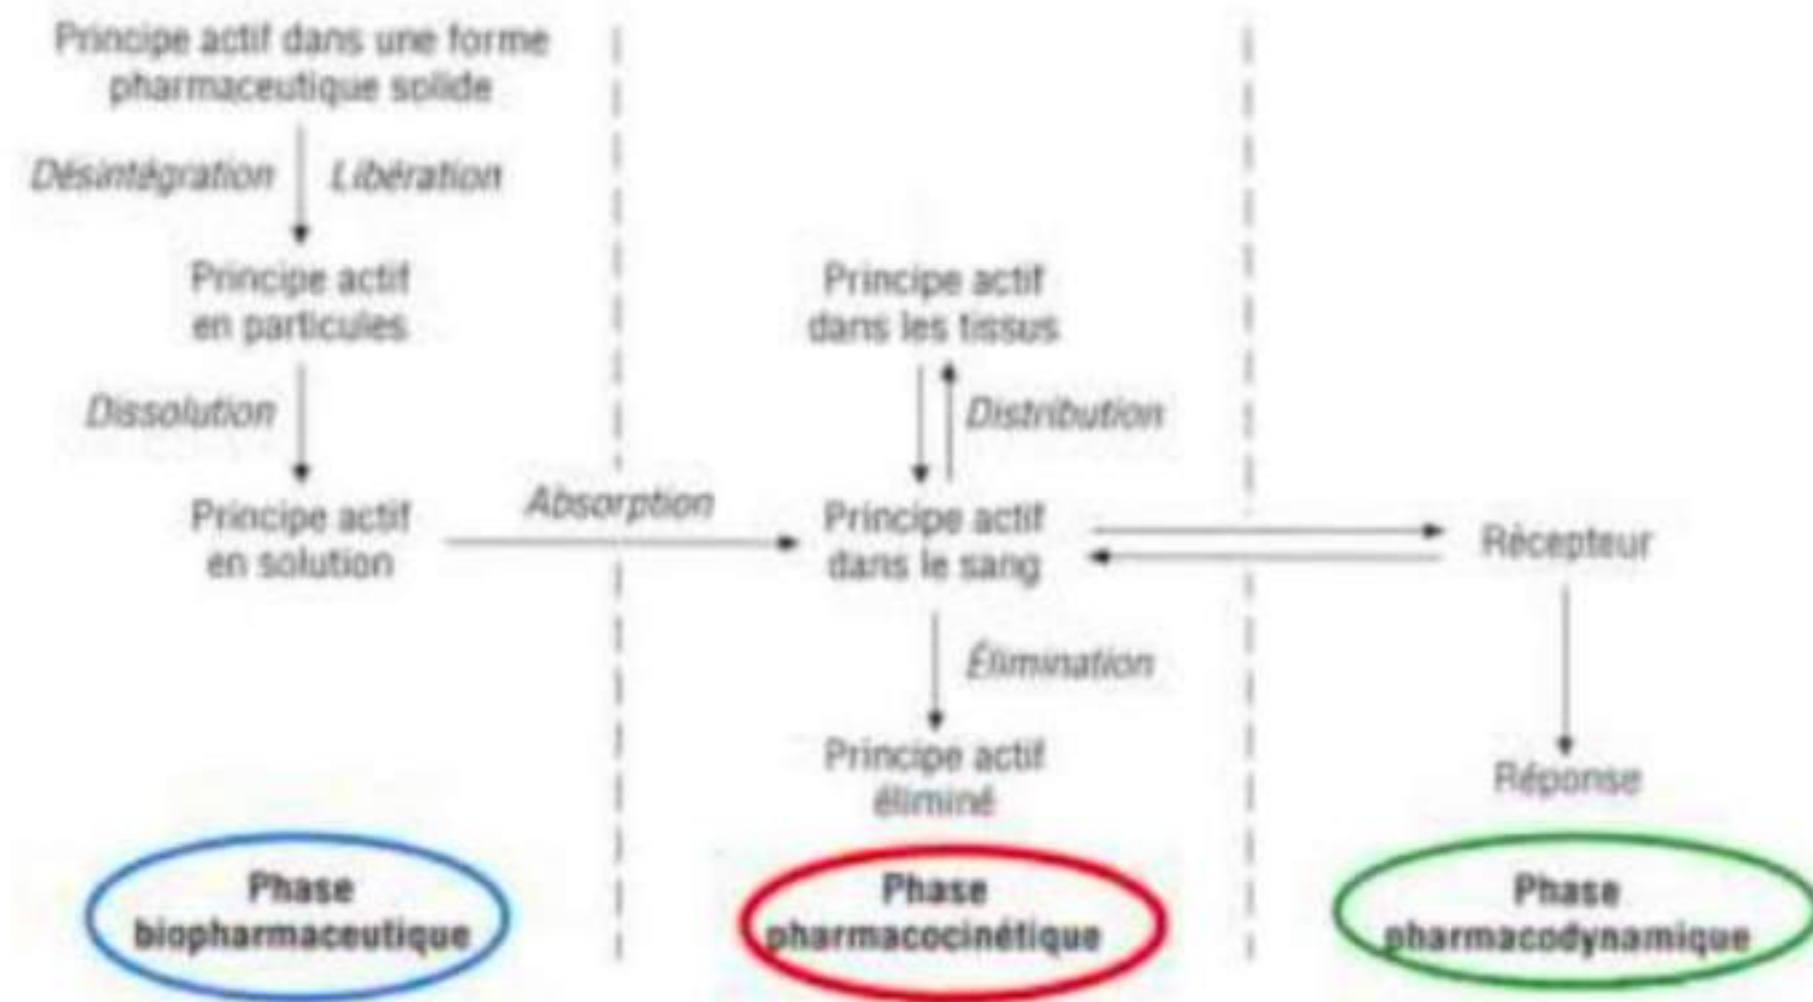 Principe actif dans une forme
pharmaceutique solide
Désintégration
Libération
Principe actif
en particules
Dissolution
Principe actif
en solution
Absorption
Principe actif
dans les tissus
Distribution
Principe actif
dans le sang
Élimination
Principe actif
éliminé
Récepteur
Réponse
Phase
biopharmaceutique
Phase
pharmacocinétique
Phase
pharmacodynamique